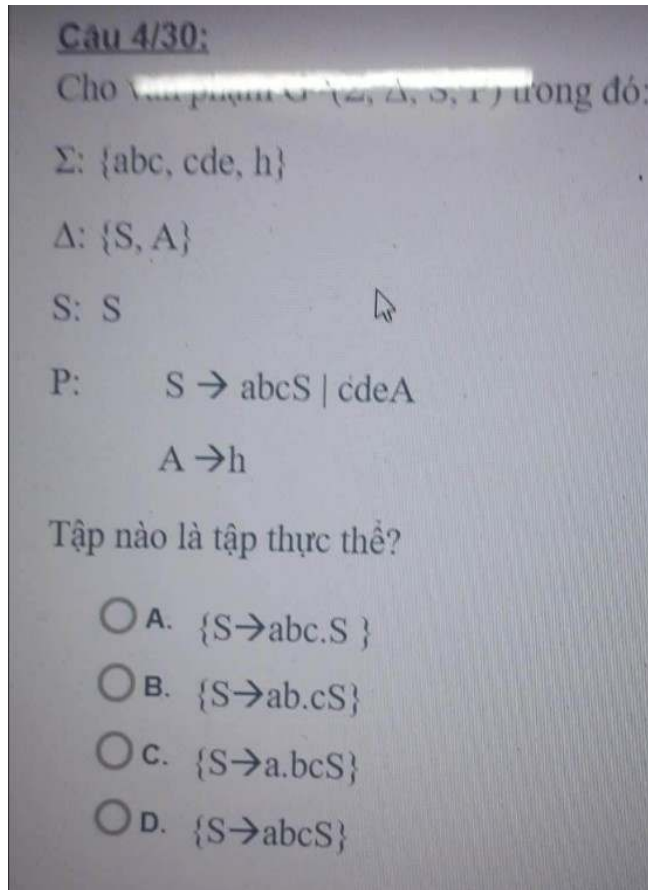 Câu 4/30:
Cho trong đó:
Σ: {abc, cde, h}
Δ: {S, A}
S: S
P: S → abcS | cdeA
A →h
Tập nào là tập thực thể?
A. {S→abc.S }
B. {S→ab.cS}
C. {S→a.bcS}
D. {S→abcS}